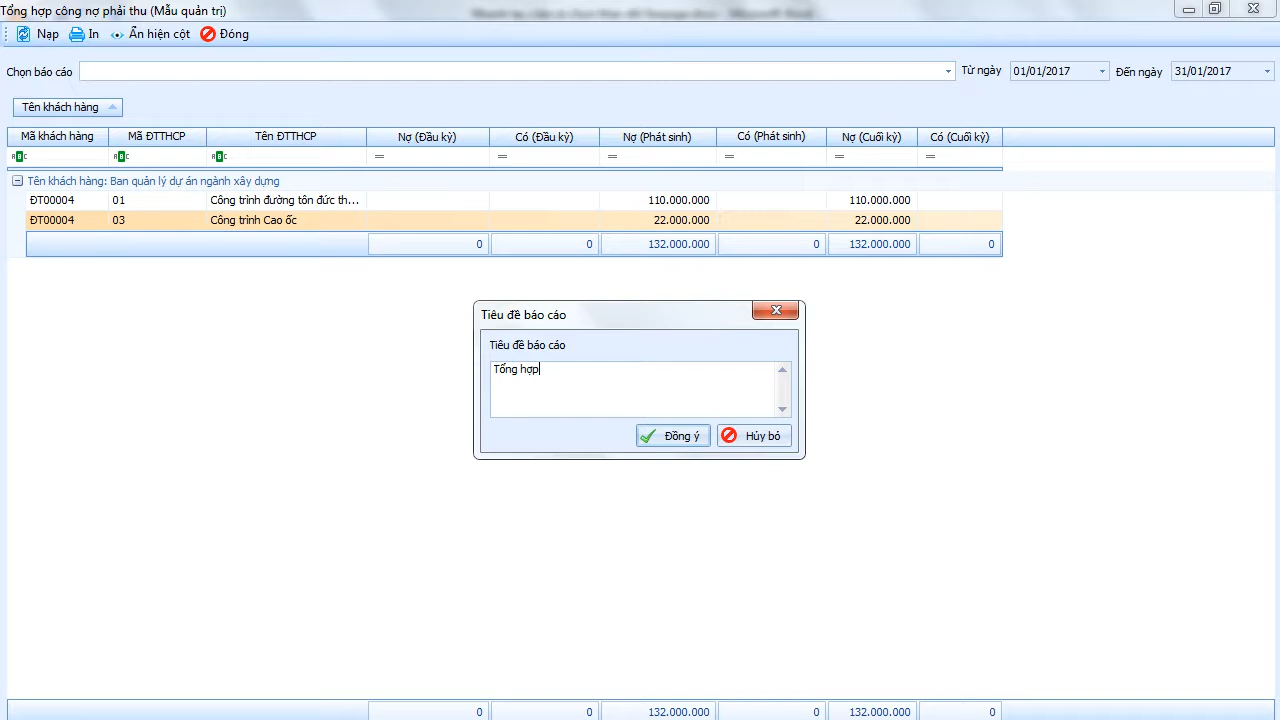 Tổng hợp công nợ phải thu (Mẫu quản trị)
Nạp In Ẩn hiện cột Đóng
Chọn báo cáo Từ ngày 01/01/2017 Đến ngày 31/01/2017
Tên khách hàng
Mã khách hàng Mã ĐTTHCP Tên ĐTTHCP Nợ (Đầu kỳ) Có (Đầu kỳ) Nợ (Phát sinh) Có (Phát sinh) Nợ (Cuối kỳ) Có (Cuối kỳ)
ABC ABC ABC = = = = = =
Tên khách hàng: Ban quản lý dự án ngành xây dựng
ĐT00004 01 Công trình đường tôn đức th... 110.000.000 110.000.000
ĐT00004 03 Công trình Cao ốc 22.000.000 22.000.000
0 0 132.000.000 0 132.000.000 0
Tiêu đề báo cáo
Tiêu đề báo cáo
Tổng hợp
Đồng ý Hủy bỏ
0 0 132.000.000 0 132.000.000 0